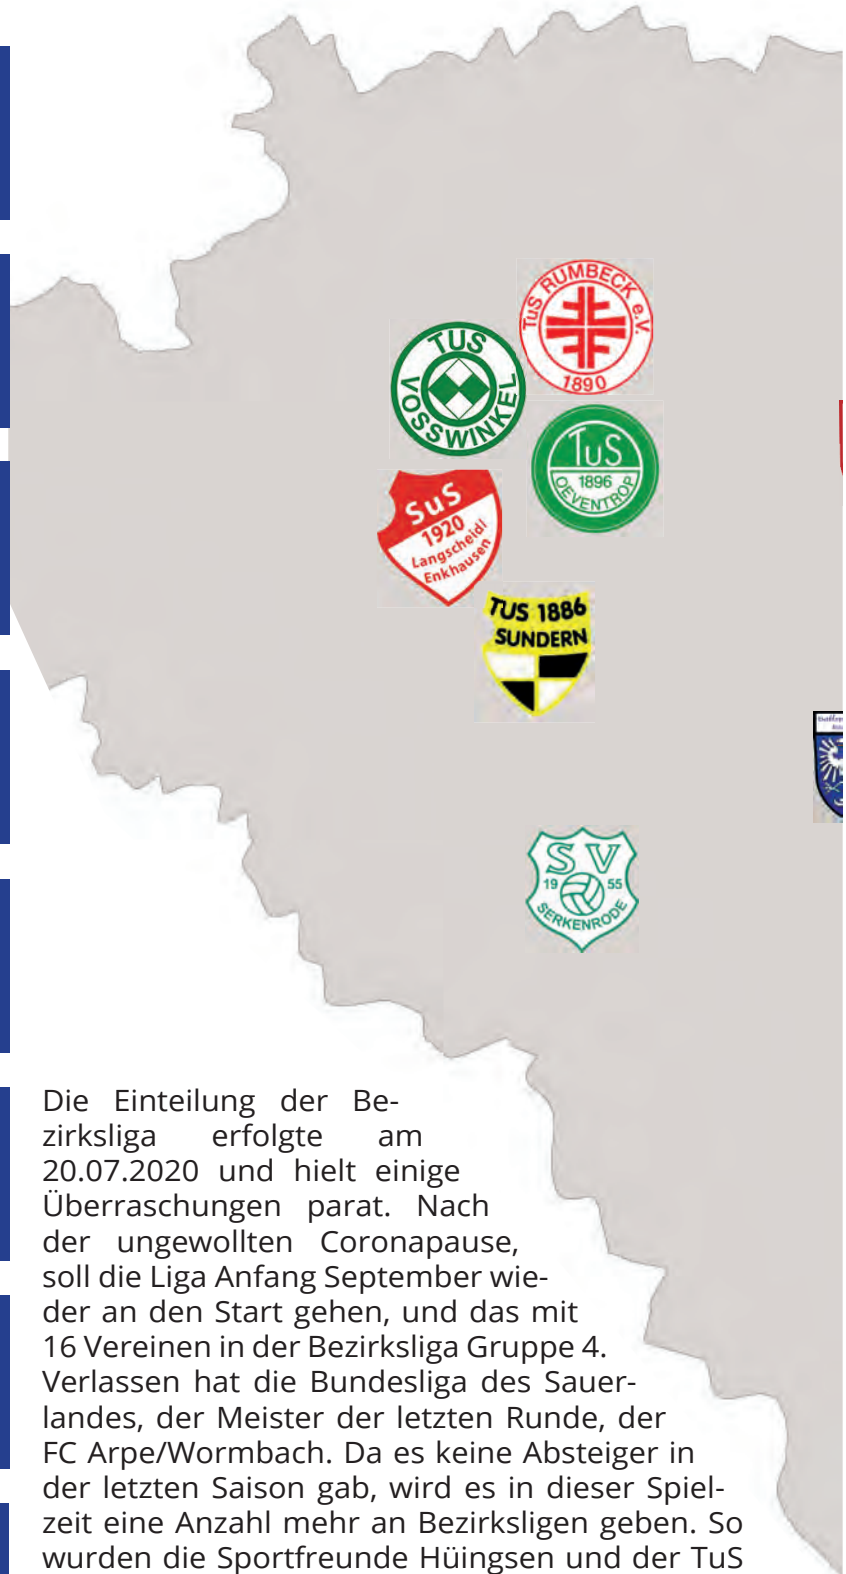 TuS RUMBECK e.V.
1890
TUS
VOSSWINKEL
TuS
1896
OEVENTROP
SuS
1920
Langscheid/
Enkhausen
TUS 1886
SUNDERN
S V
19 55
SERKENRODE
Die Einteilung der Be-
zirksliga erfolgte am
20.07.2020 und hielt einige
Überraschungen parat. Nach
der ungewollten Coronapause,
soll die Liga Anfang September wie-
der an den Start gehen, und das mit
16 Vereinen in der Bezirksliga Gruppe 4.
Verlassen hat die Bundesliga des Sauer-
landes, der Meister der letzten Runde, der
FC Arpe/Wormbach. Da es keine Absteiger in
der letzten Saison gab, wird es in dieser Spiel-
zeit eine Anzahl mehr an Bezirksligen geben. So
wurden die Sportfreunde Hüingsen und der TuS